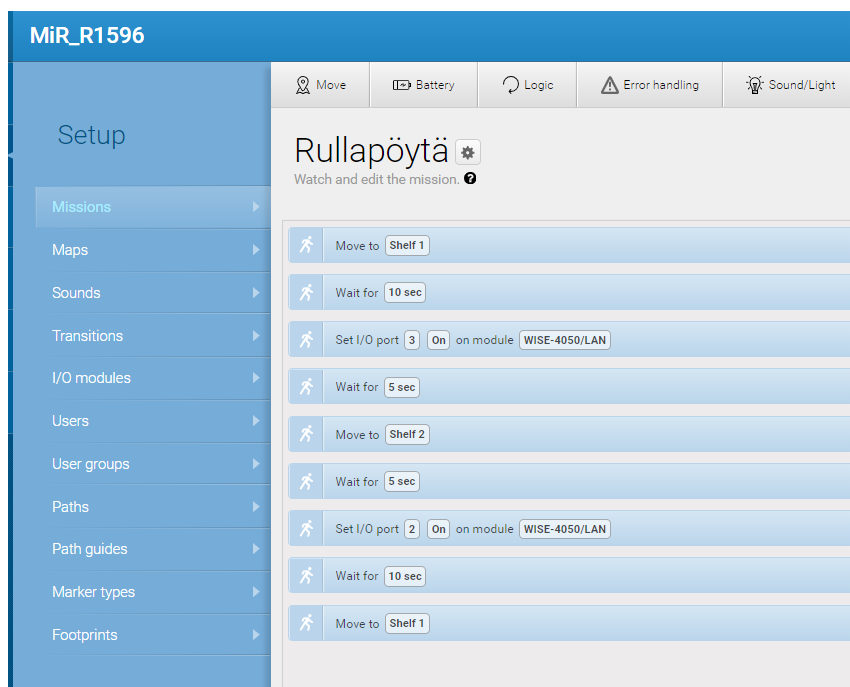 MiR_R1596
Move Battery Logic Error handling Sound/Light
Setup
Missions
Maps
Sounds
Transitions
I/O modules
Users
User groups
Paths
Path guides
Marker types
Footprints
Rullapöytä
Watch and edit the mission. ?
Move to Shelf 1
Wait for 10 sec
Set I/O port 3 On on module WISE-4050/LAN
Wait for 5 sec
Move to Shelf 2
Wait for 5 sec
Set I/O port 2 On on module WISE-4050/LAN
Wait for 10 sec
Move to Shelf 1